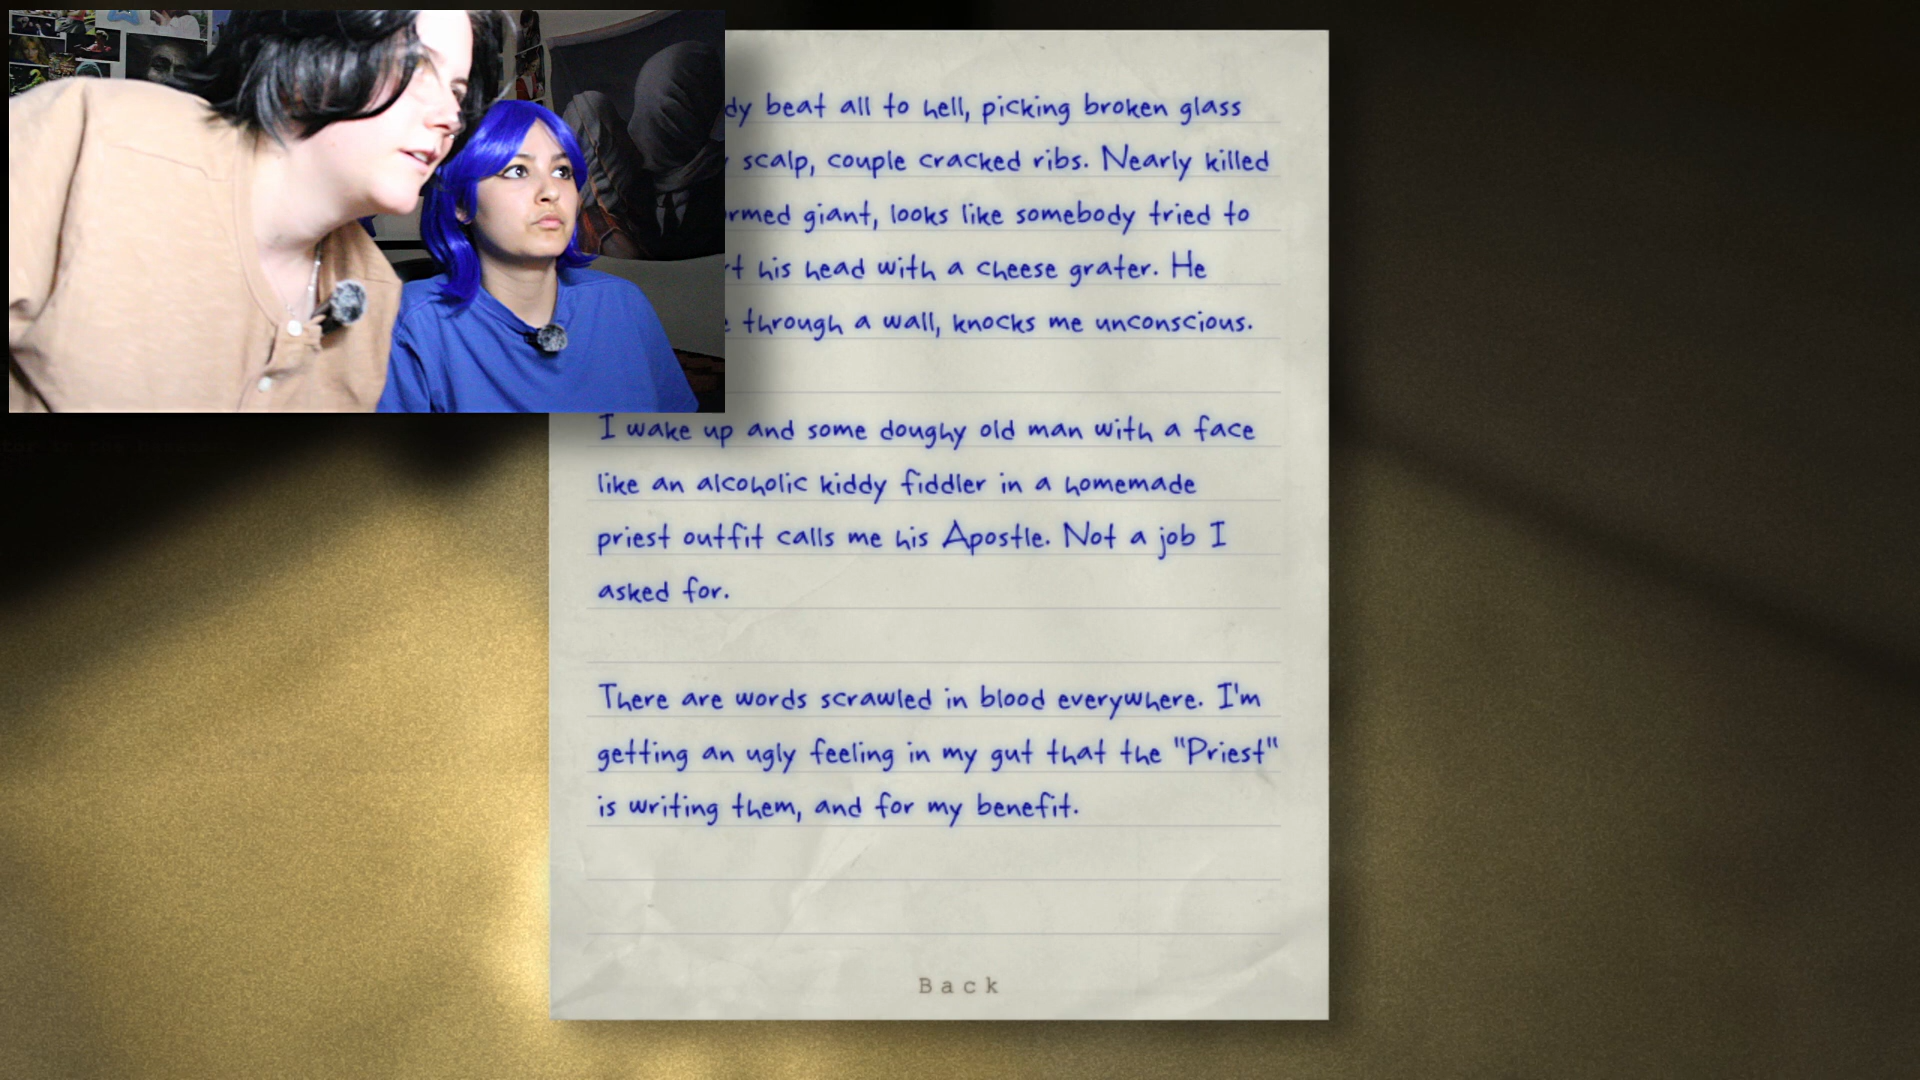 beat all to hell, picking broken glass
scalp, couple cracked ribs. Nearly killed
giant, looks like somebody tried to
his head with a cheese grater. He
through a wall, knocks me unconscious.
I wake up and some doughy old man with a face
like an alcoholic kiddy fiddler in a homemade
priest outfit calls me his Apostle. Not a job I
asked for.
There are words scrawled in blood everywhere. I'm
getting an ugly feeling in my gut that the "Priest"
is writing them, and for my benefit.
Back